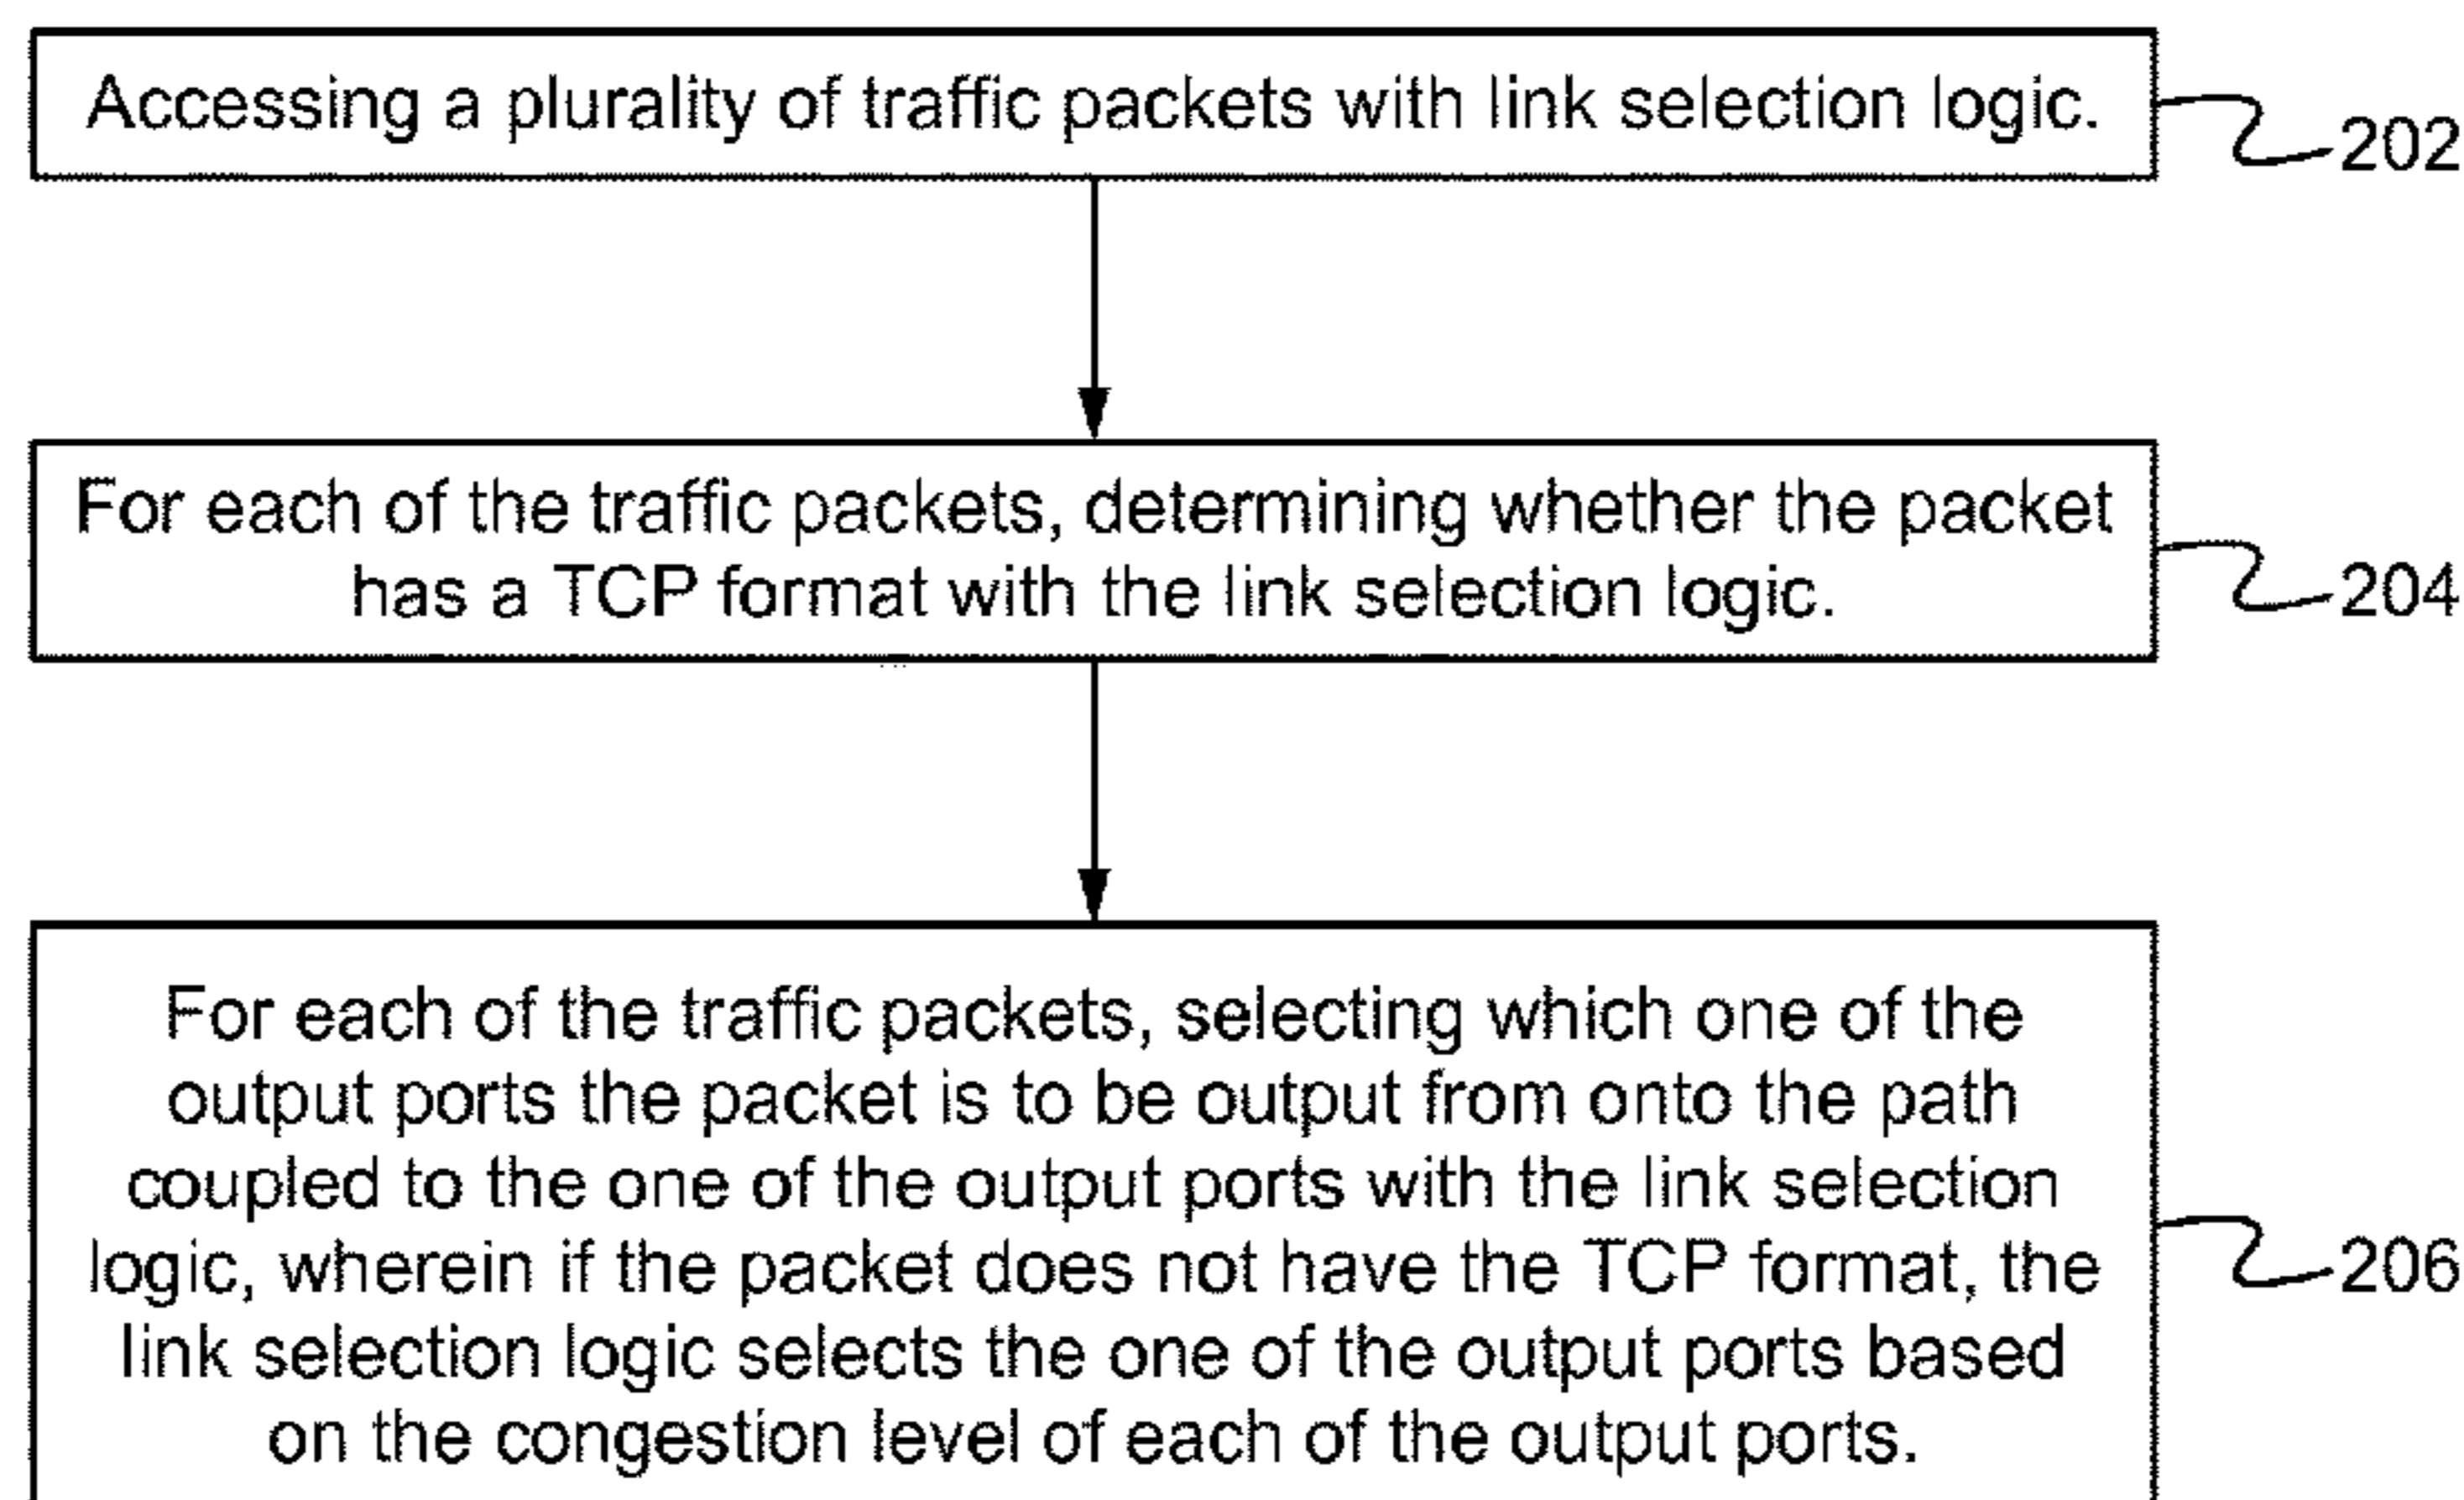 Accessing a plurality of traffic packets with link selection logic.
202
For each of the traffic packets, determining whether the packet
has a TCP format with the link selection logic.
204
For each of the traffic packets, selecting which one of the
output ports the packet is to be output from onto the path
coupled to the one of the output ports with the link selection
logic, wherein if the packet does not have the TCP format, the
link selection logic selects the one of the output ports based
on the congestion level of each of the output ports.
206